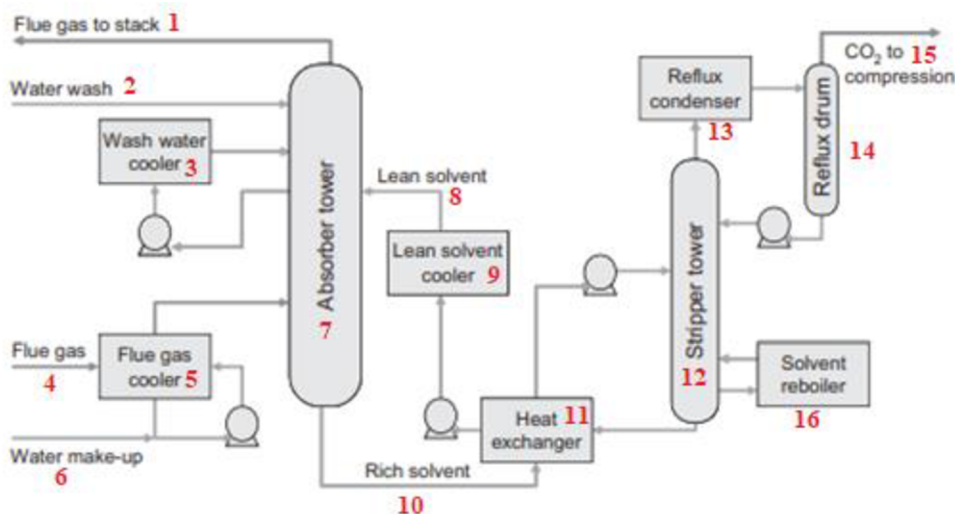 Flue gas to stack 1
Water wash 2
Wash water
cooler 3
Flue gas
4
Flue gas
cooler 5
Water make-up
6
Absorber tower
7
Lean solvent
8
Lean solvent
cooler 9
Rich solvent
10
Heat 11
exchanger
Stripper tower
12
Reflux
condenser
13
Reflux drum
14
CO₂ to 15
compression
Solvent
reboiler
16